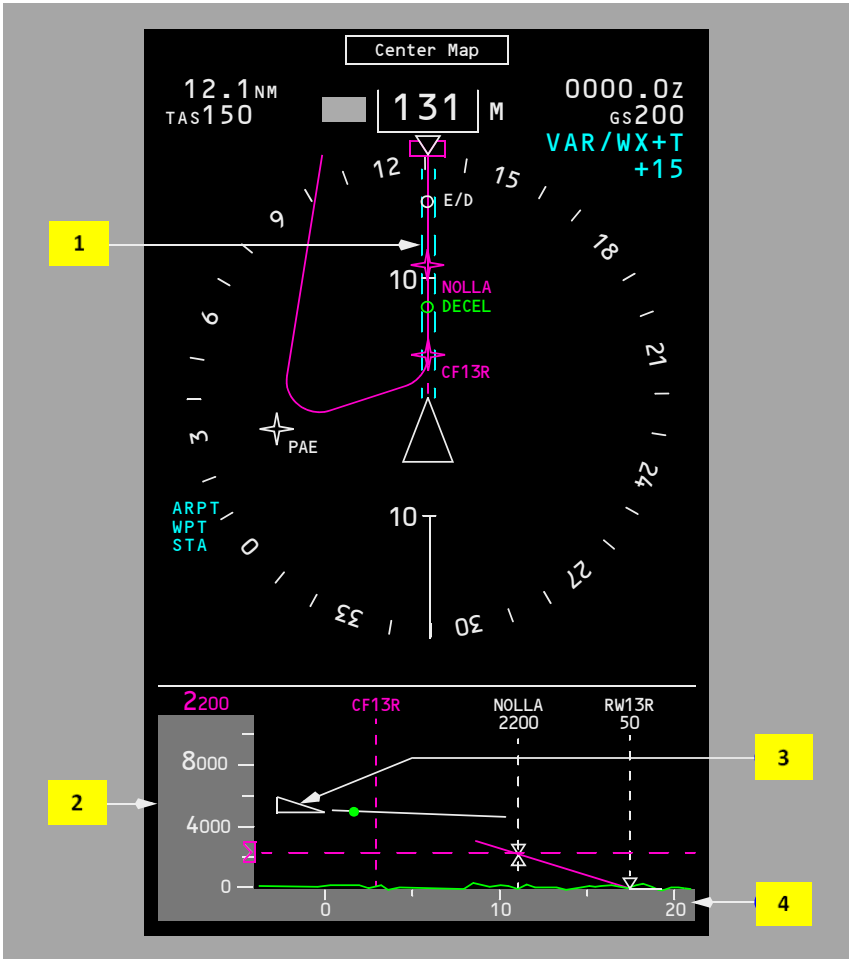 Center Map
12.1NM
131 M
0000.0z
TAS150
GS200
VAR/WX+T
+15
12
15
E/D
9
18
1
10
NOLLA
DECEL
6
21
CF13R
3
PAE
24
ARPT
WPT
STA
10
0
27
33
30
2200
CF13R
NOLLA
2200
RW13R
50
8000
3
2
4000
0
4
0
10
20